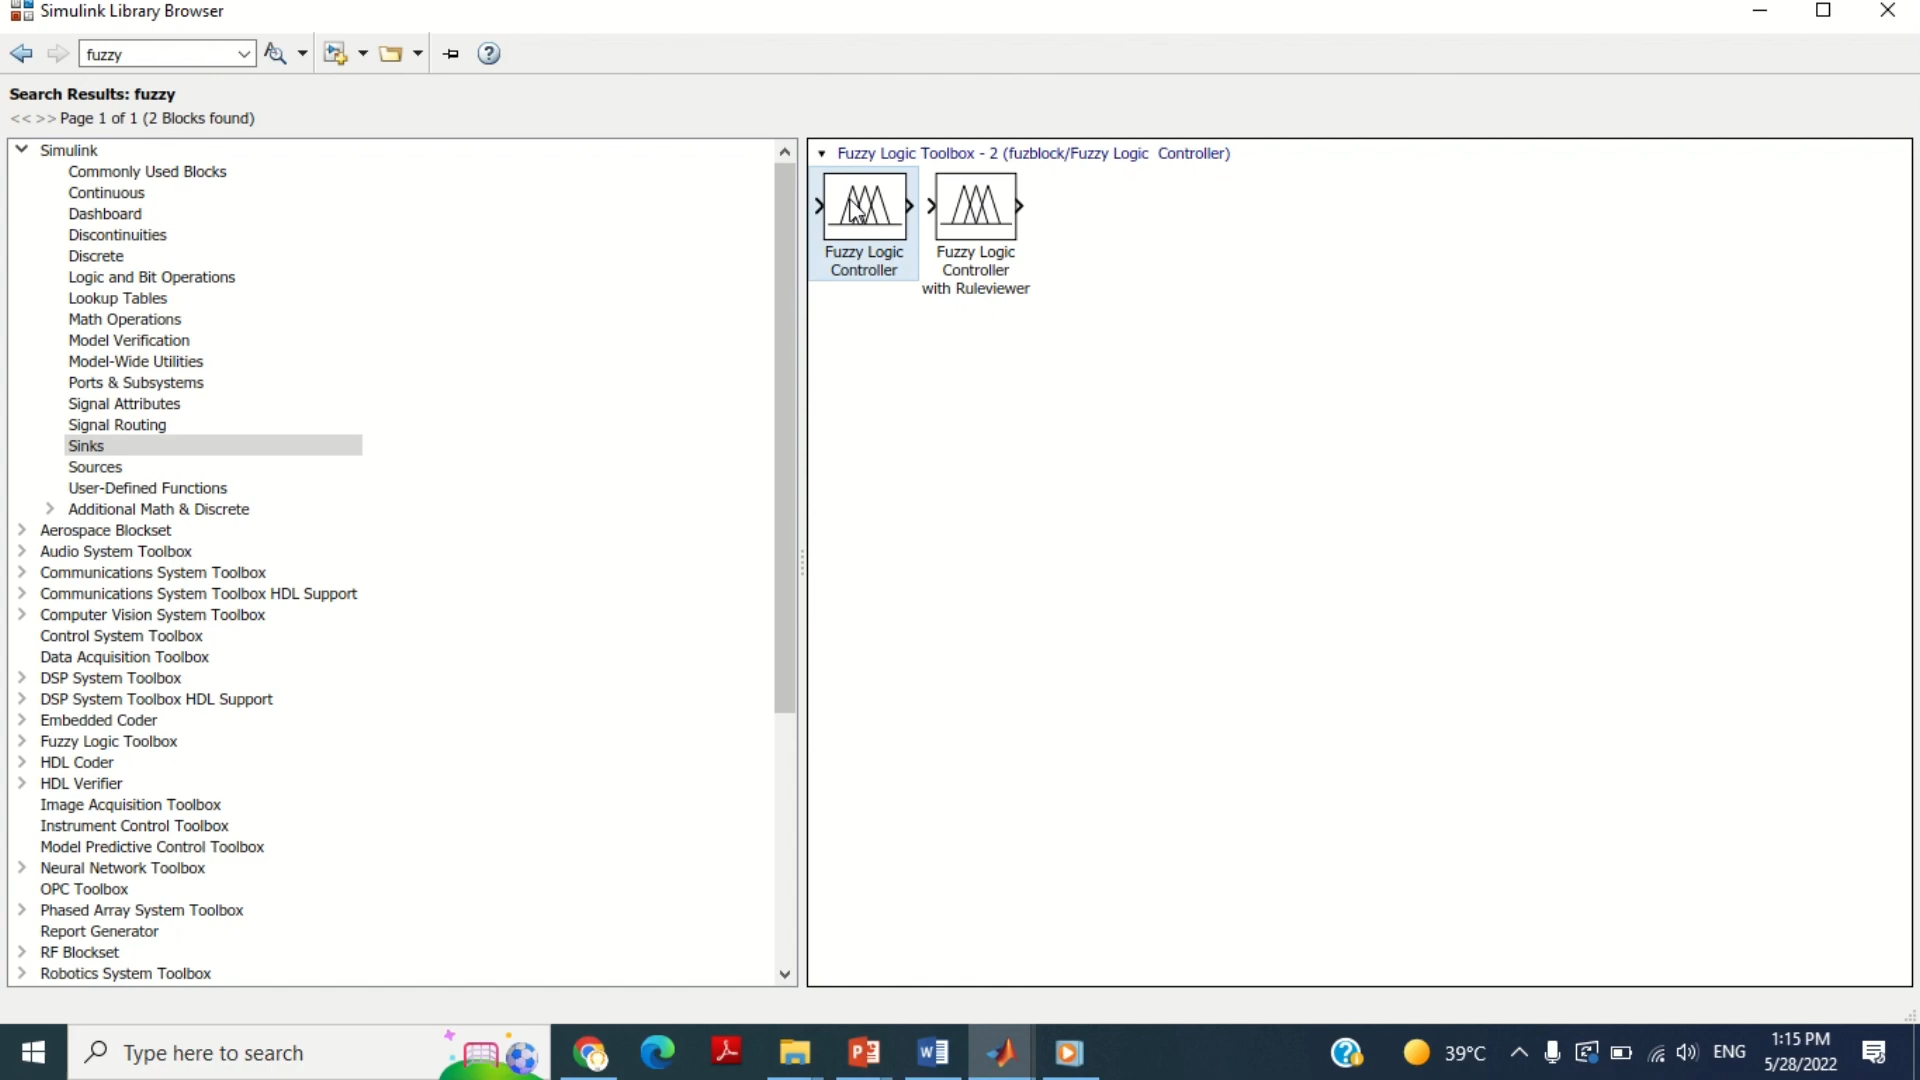 Simulink Library Browser
fuzzy
Search Results: fuzzy
<< >> Page 1 of 1 (2 Blocks found)
Simulink
Commonly Used Blocks
Continuous
Dashboard
Discontinuities
Discrete
Logic and Bit Operations
Lookup Tables
Math Operations
Model Verification
Model-Wide Utilities
Ports & Subsystems
Signal Attributes
Signal Routing
Sinks
Sources
User-Defined Functions
Additional Math & Discrete
Aerospace Blockset
Audio System Toolbox
Communications System Toolbox
Communications System Toolbox HDL Support
Computer Vision System Toolbox
Control System Toolbox
Data Acquisition Toolbox
DSP System Toolbox
DSP System Toolbox HDL Support
Embedded Coder
Fuzzy Logic Toolbox
HDL Coder
HDL Verifier
Image Acquisition Toolbox
Instrument Control Toolbox
Model Predictive Control Toolbox
Neural Network Toolbox
OPC Toolbox
Phased Array System Toolbox
Report Generator
RF Blockset
Robotics System Toolbox
Fuzzy Logic Toolbox - 2 (fuzblock/Fuzzy Logic Controller)
Fuzzy Logic
Controller
Fuzzy Logic
Controller
with Ruleviewer
Type here to search
39°C
ENG
1:15 PM
5/28/2022